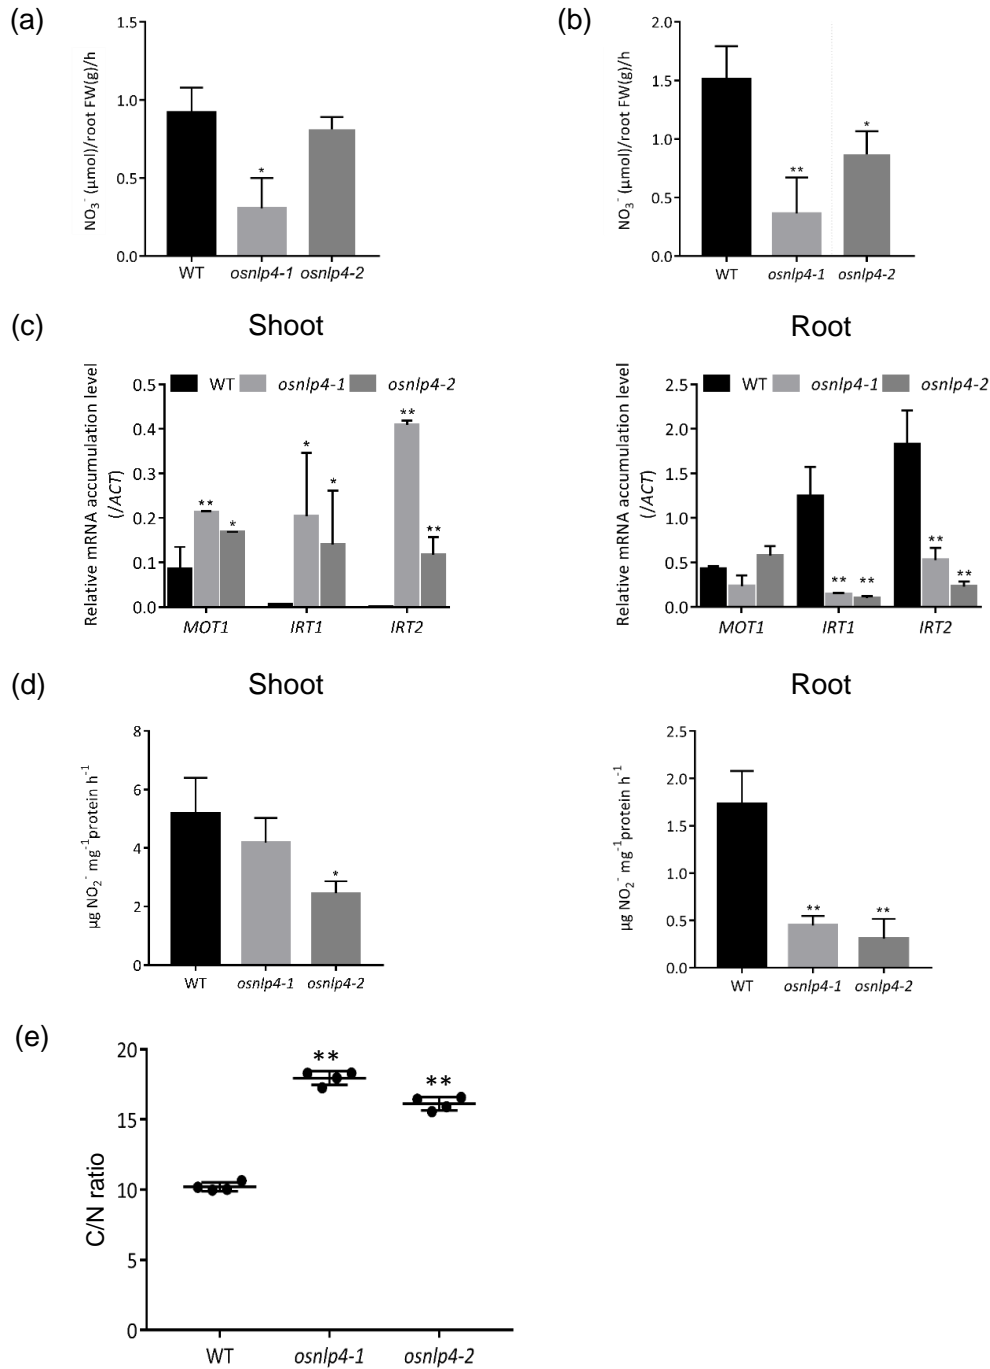 (a)
1.5
1.0
0.5
0.0
NO₃⁻ (µmol)/root FW(g)/h
*
WT osnlp4-1 osnlp4-2
(b)
2.0
1.5
1.0
0.5
0.0
NO₃⁻ (µmol)/root FW(g)/h
**
*
WT osnlp4-1 osnlp4-2
(c)
Shoot
Relative mRNA accumulation level
(/ACT)
WT osnlp4-1 osnlp4-2
0.5
0.4
0.3
0.2
0.1
0.0
** * * * ** **
MOT1 IRT1 IRT2
Root
Relative mRNA accumulation level
(/ACT)
WT osnlp4-1 osnlp4-2
2.5
2.0
1.5
1.0
0.5
0.0
** ** ** **
MOT1 IRT1 IRT2
(d)
Shoot
µg NO₂⁻ mg⁻¹protein h⁻¹
8
6
4
2
0
*
WT osnlp4-1 osnlp4-2
Root
µg NO₂⁻ mg⁻¹protein h⁻¹
2.5
2.0
1.5
1.0
0.5
0.0
** **
WT osnlp4-1 osnlp4-2
(e)
C/N ratio
20
15
10
5
0
**
**
WT osnlp4-1 osnlp4-2